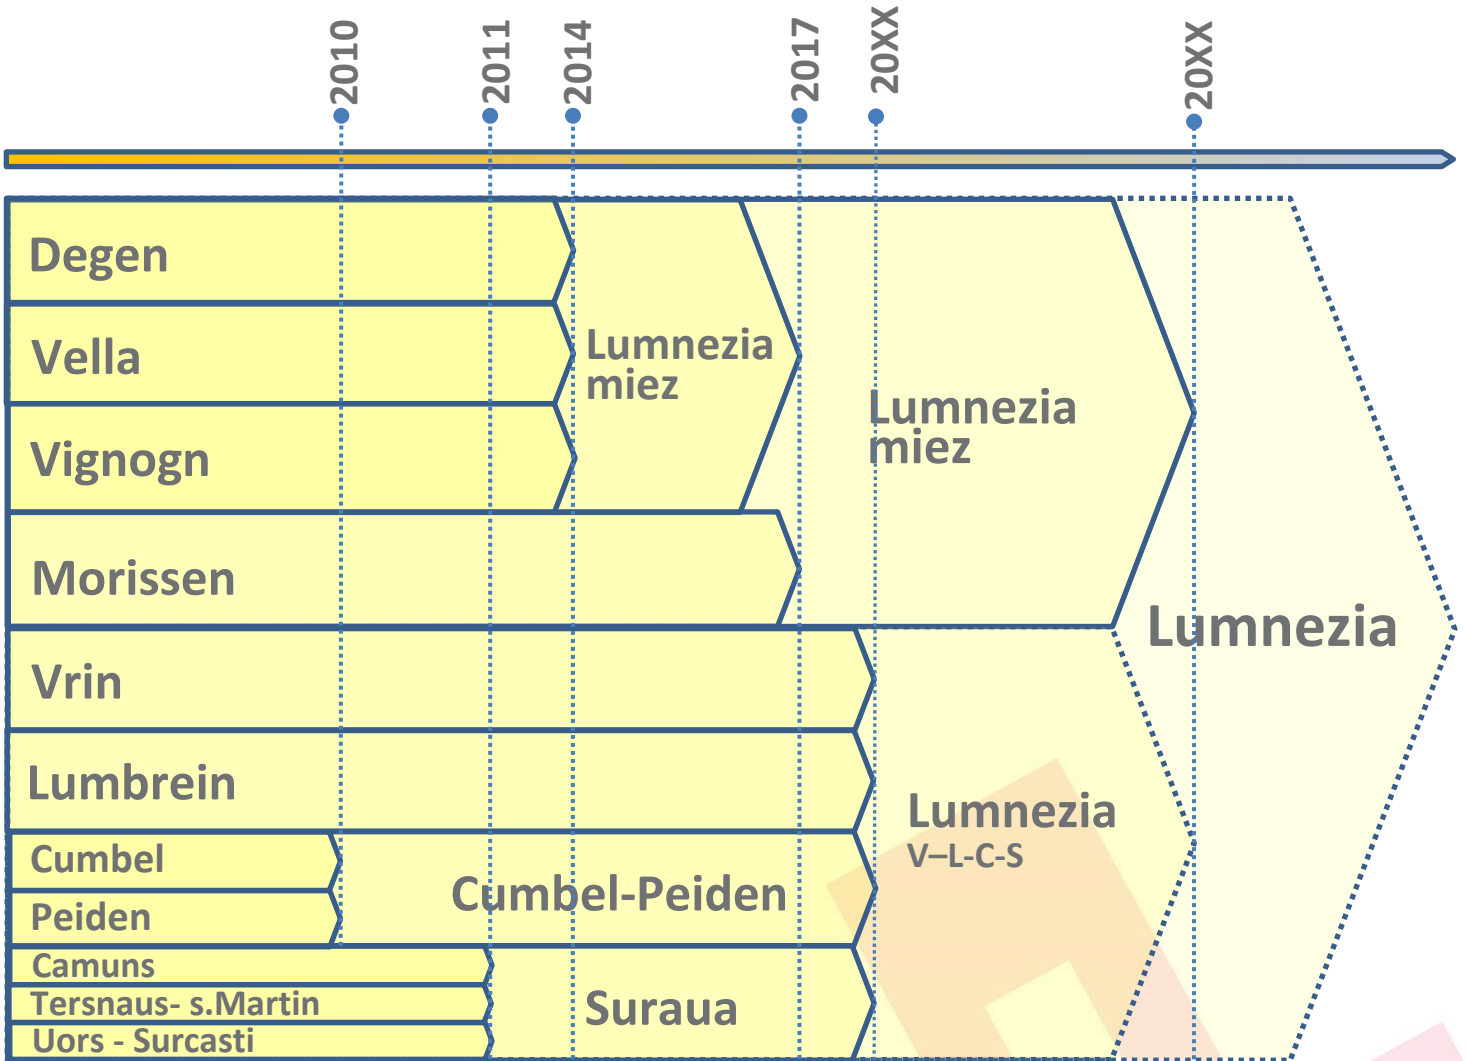 2010
2011
2014
2017
20XX
20XX
Degen
Vella
Vignogn
Morissen
Vrin
Lumbrein
Cumbel
Peiden
Camuns
Tersnaus- s.Martin
Uors - Surcasti
Lumnezia
miez
Lumnezia
miez
Cumbel-Peiden
Suraua
Lumnezia
V–L-C-S
Lumnezia